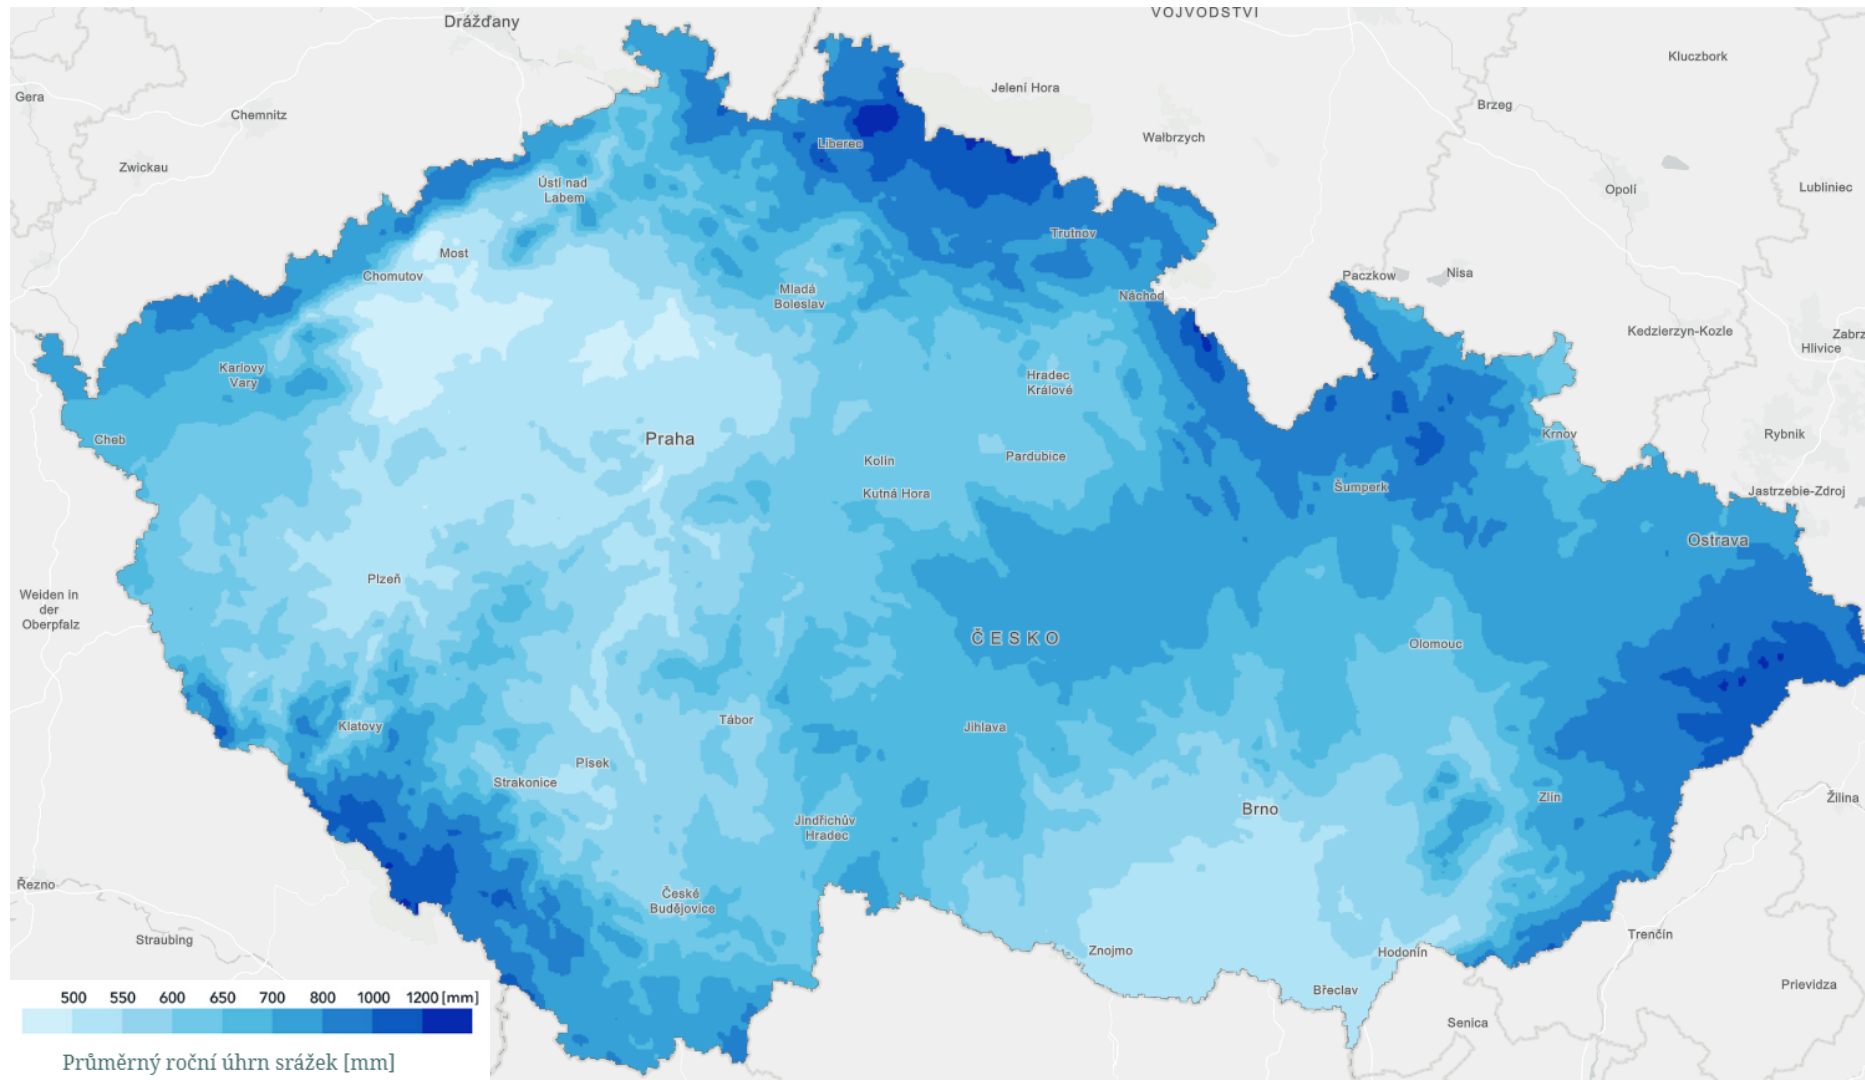 VOJVODSTVÍ
Drážďany
Kluczbork
Jelení Hora
Gera
Brzeg
Chemnitz
Wałbrzych
Liberec
Zwickau
Ústí nad
Labem
Opolí
Lubliniec
Trutnov
Most
Chomutov
Paczkow
Nisa
Mladá
Boleslav
Náchod
Kedzierzyn-Kozle
Zabrz
Hlivice
Karlovy
Vary
Hradec
Králové
Cheb
Praha
Krnov
Rybnik
Kolín
Pardubice
Kutná Hora
Šumperk
Jastrzebie-Zdroj
Ostrava
Plzeň
Weiden in
der
Oberpfalz
ČESKO
Olomouc
Klatovy
Tábor
Jihlava
Písek
Strakonice
Zlín
Žilina
Brno
Jindřichův
Hradec
Řezno
České
Budějovice
Straubing
Trenčín
Znojmo
Hodonín
Břeclav
Prievidza
Senica
500 550 600 650 700 800 1000 1200 [mm]
Průměrný roční úhrn srážek [mm]